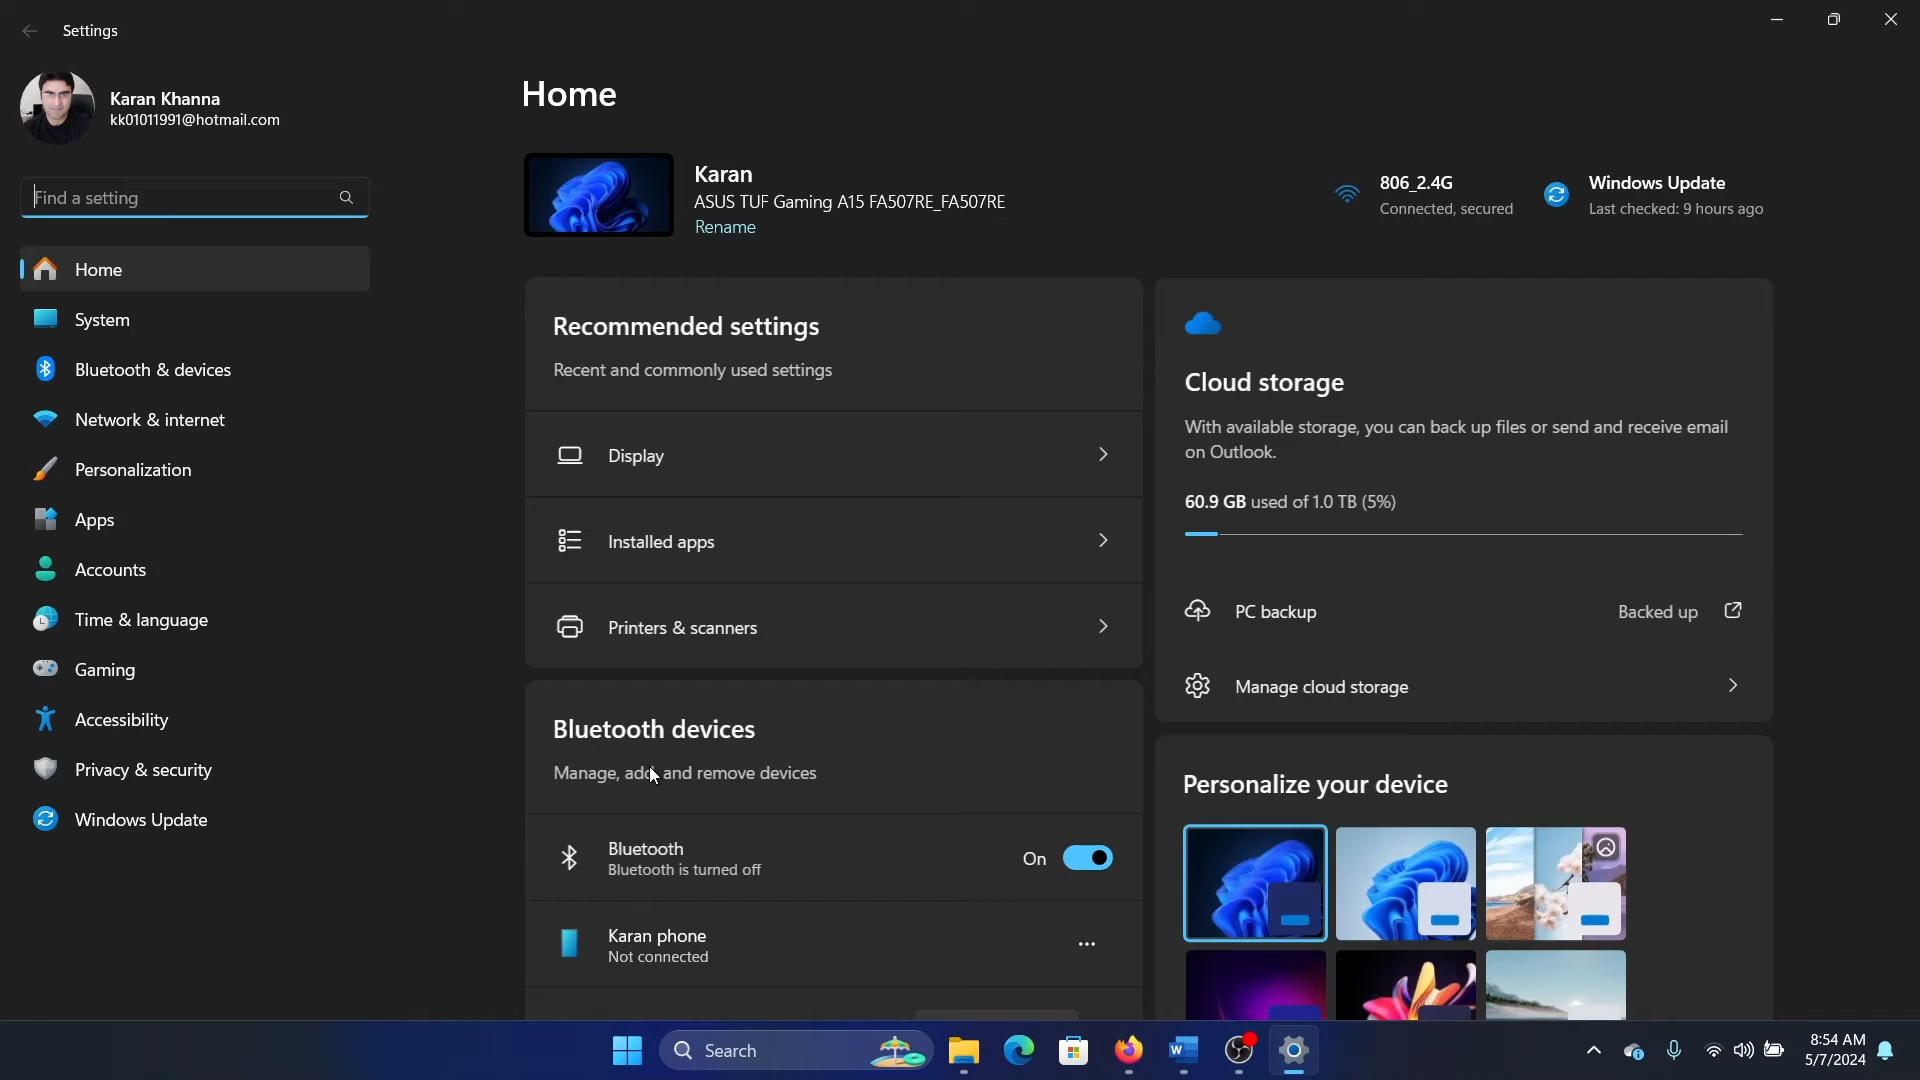 Settings
Karan Khanna
kk01011991@hotmail.com
Find a setting
Home
System
Bluetooth & devices
Network & internet
Personalization
Apps
Accounts
Time & language
Gaming
Accessibility
Privacy & security
Windows Update
Home
Karan
ASUS TUF Gaming A15 FA507RE_FA507RE
Rename
806_2.4G
Connected, secured
Windows Update
Last checked: 9 hours ago
Recommended settings
Recent and commonly used settings
Display
Installed apps
Printers & scanners
Bluetooth devices
Manage, add, and remove devices
Bluetooth
Bluetooth is turned off
On
Karan phone
Not connected
Cloud storage
With available storage, you can back up files or send and receive email
on Outlook.
60.9 GB used of 1.0 TB (5%)
PC backup
Backed up
Manage cloud storage
Personalize your device
Search
8:54 AM
5/7/2024